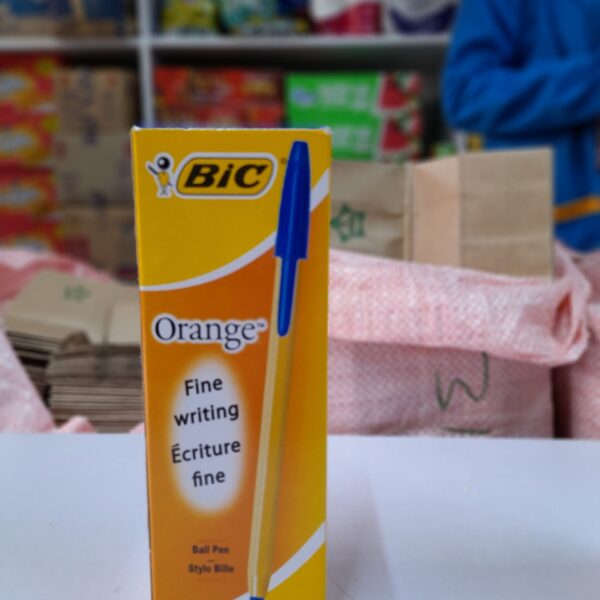 BIC
Orange™
Fine
writing
Écriture
fine
Ball Pen
Stylo Bille